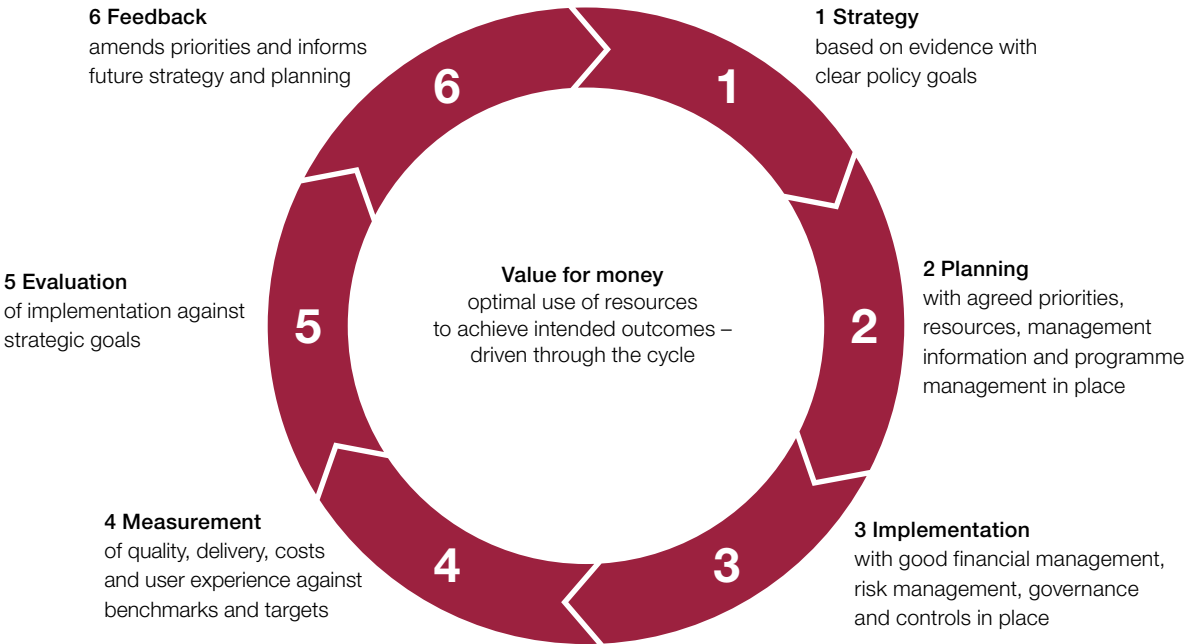 6 Feedback
amends priorities and informs
future strategy and planning
1 Strategy
based on evidence with
clear policy goals
6
1
5 Evaluation
of implementation against
strategic goals
5
Value for money
optimal use of resources
to achieve intended outcomes –
driven through the cycle
2
2 Planning
with agreed priorities,
resources, management
information and programme
management in place
4 Measurement
of quality, delivery, costs
and user experience against
benchmarks and targets
4
3
3 Implementation
with good financial management,
risk management, governance
and controls in place